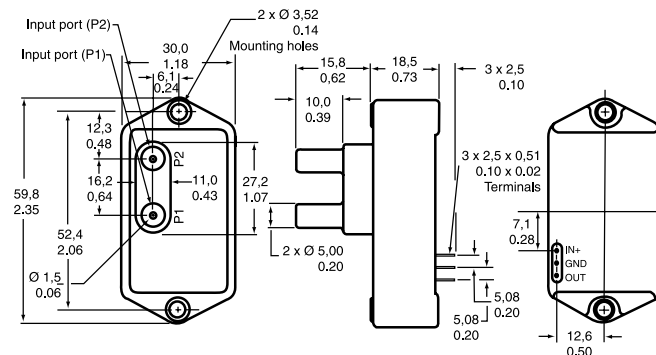 Input port (P2)
Input port (P1)
2 x Ø 3,52
0.14
Mounting holes
30,0
1.18
6,1
0.24
15,8
0,62
18,5
0.73
3 x 2,5
0.10
10,0
0.39
12,3
0.48
P2
3 x 2,5 x 0,51
0.10 x 0.02
Terminals
59,8
2.35
16,2
0,64
11,0
0.43
27,2
1.07
52,4
2.06
P1
7,1
0.28
IN+
GND
OUT
2 x Ø 5,00
0.20
Ø 1,5
0.06
5,08
0.20
5,08
0.20
12,6
0.50